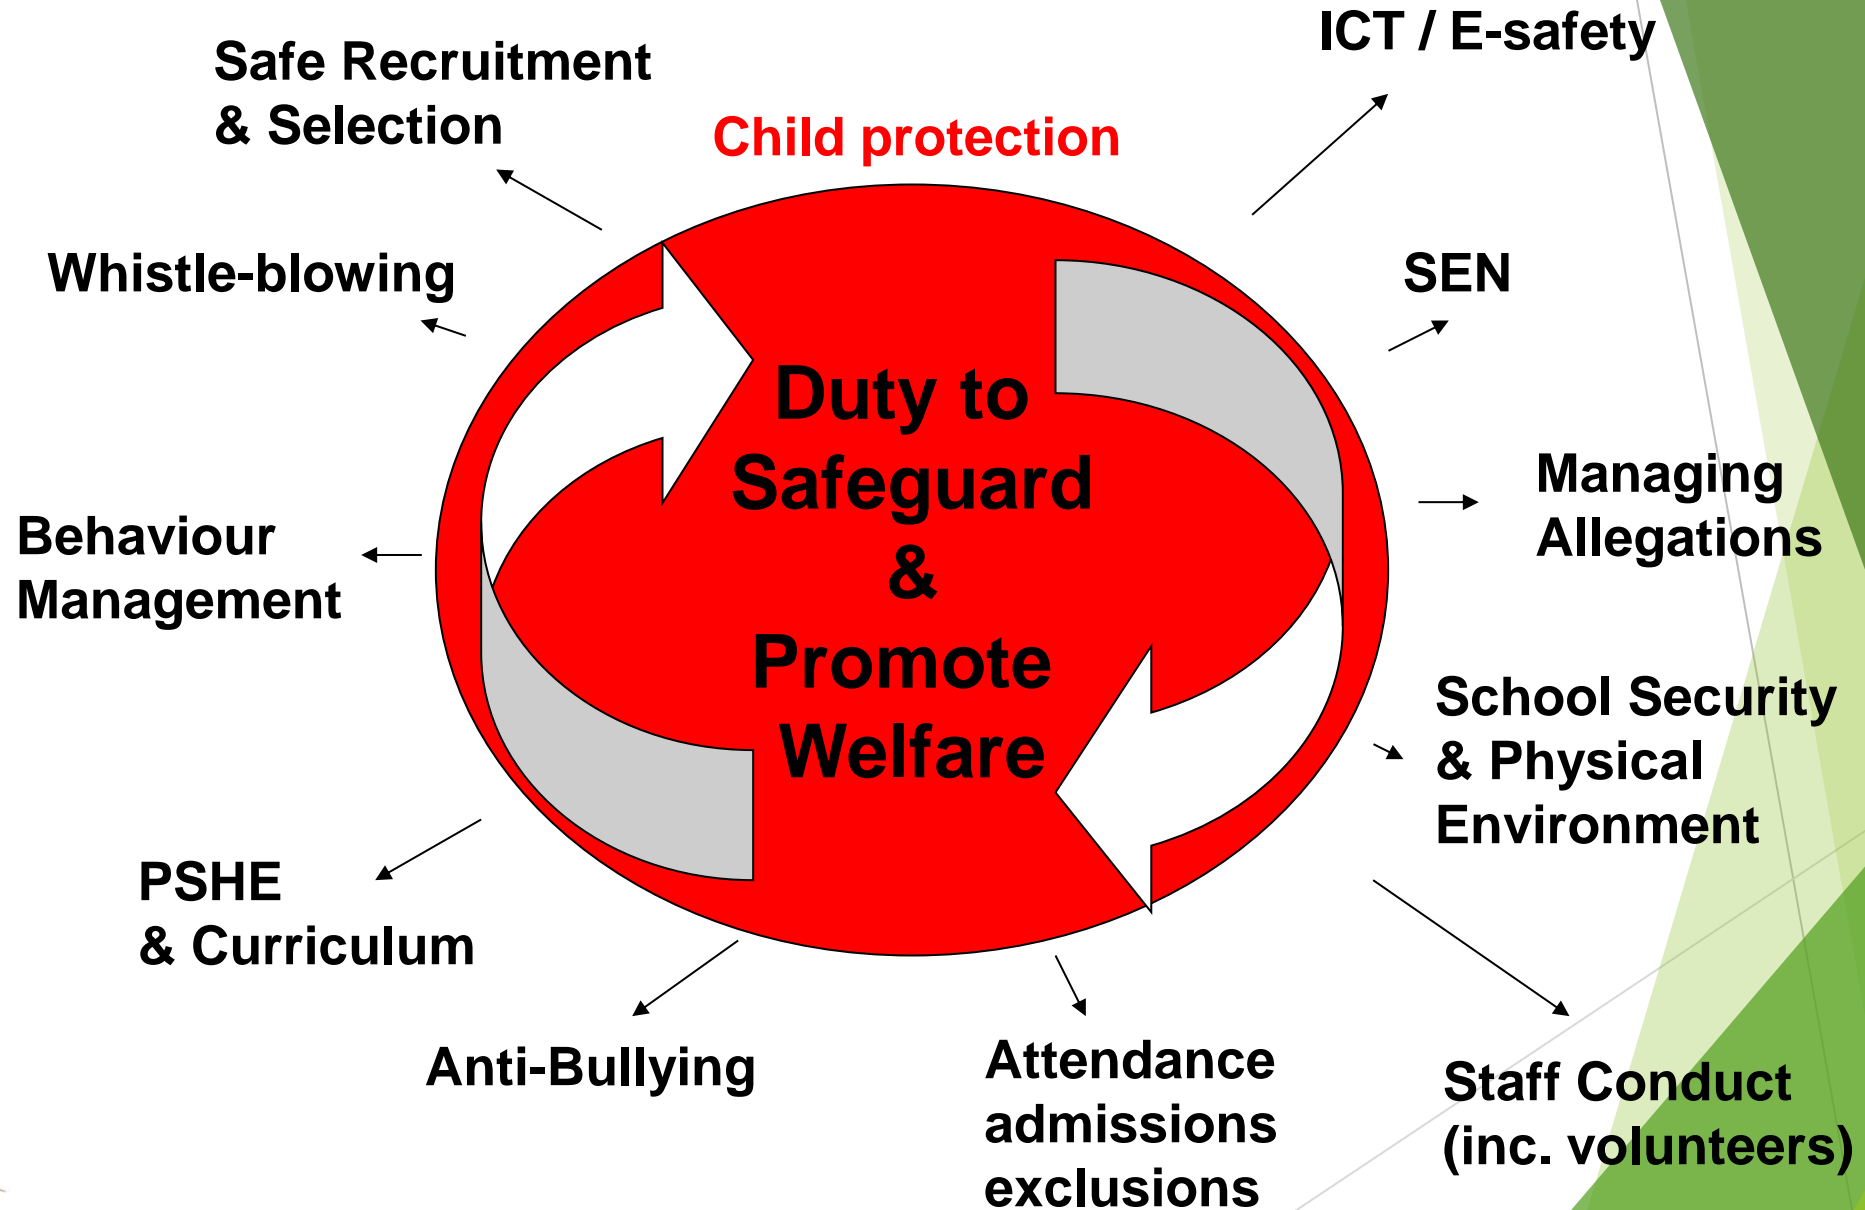 ICT / E-safety
Safe Recruitment
& Selection
Child protection
Whistle-blowing
SEN
Duty to
Safeguard
&
Promote
Welfare
Managing
Allegations
Behaviour
Management
School Security
& Physical
Environment
PSHE
& Curriculum
Anti-Bullying
Attendance
admissions
exclusions
Staff Conduct
(inc. volunteers)